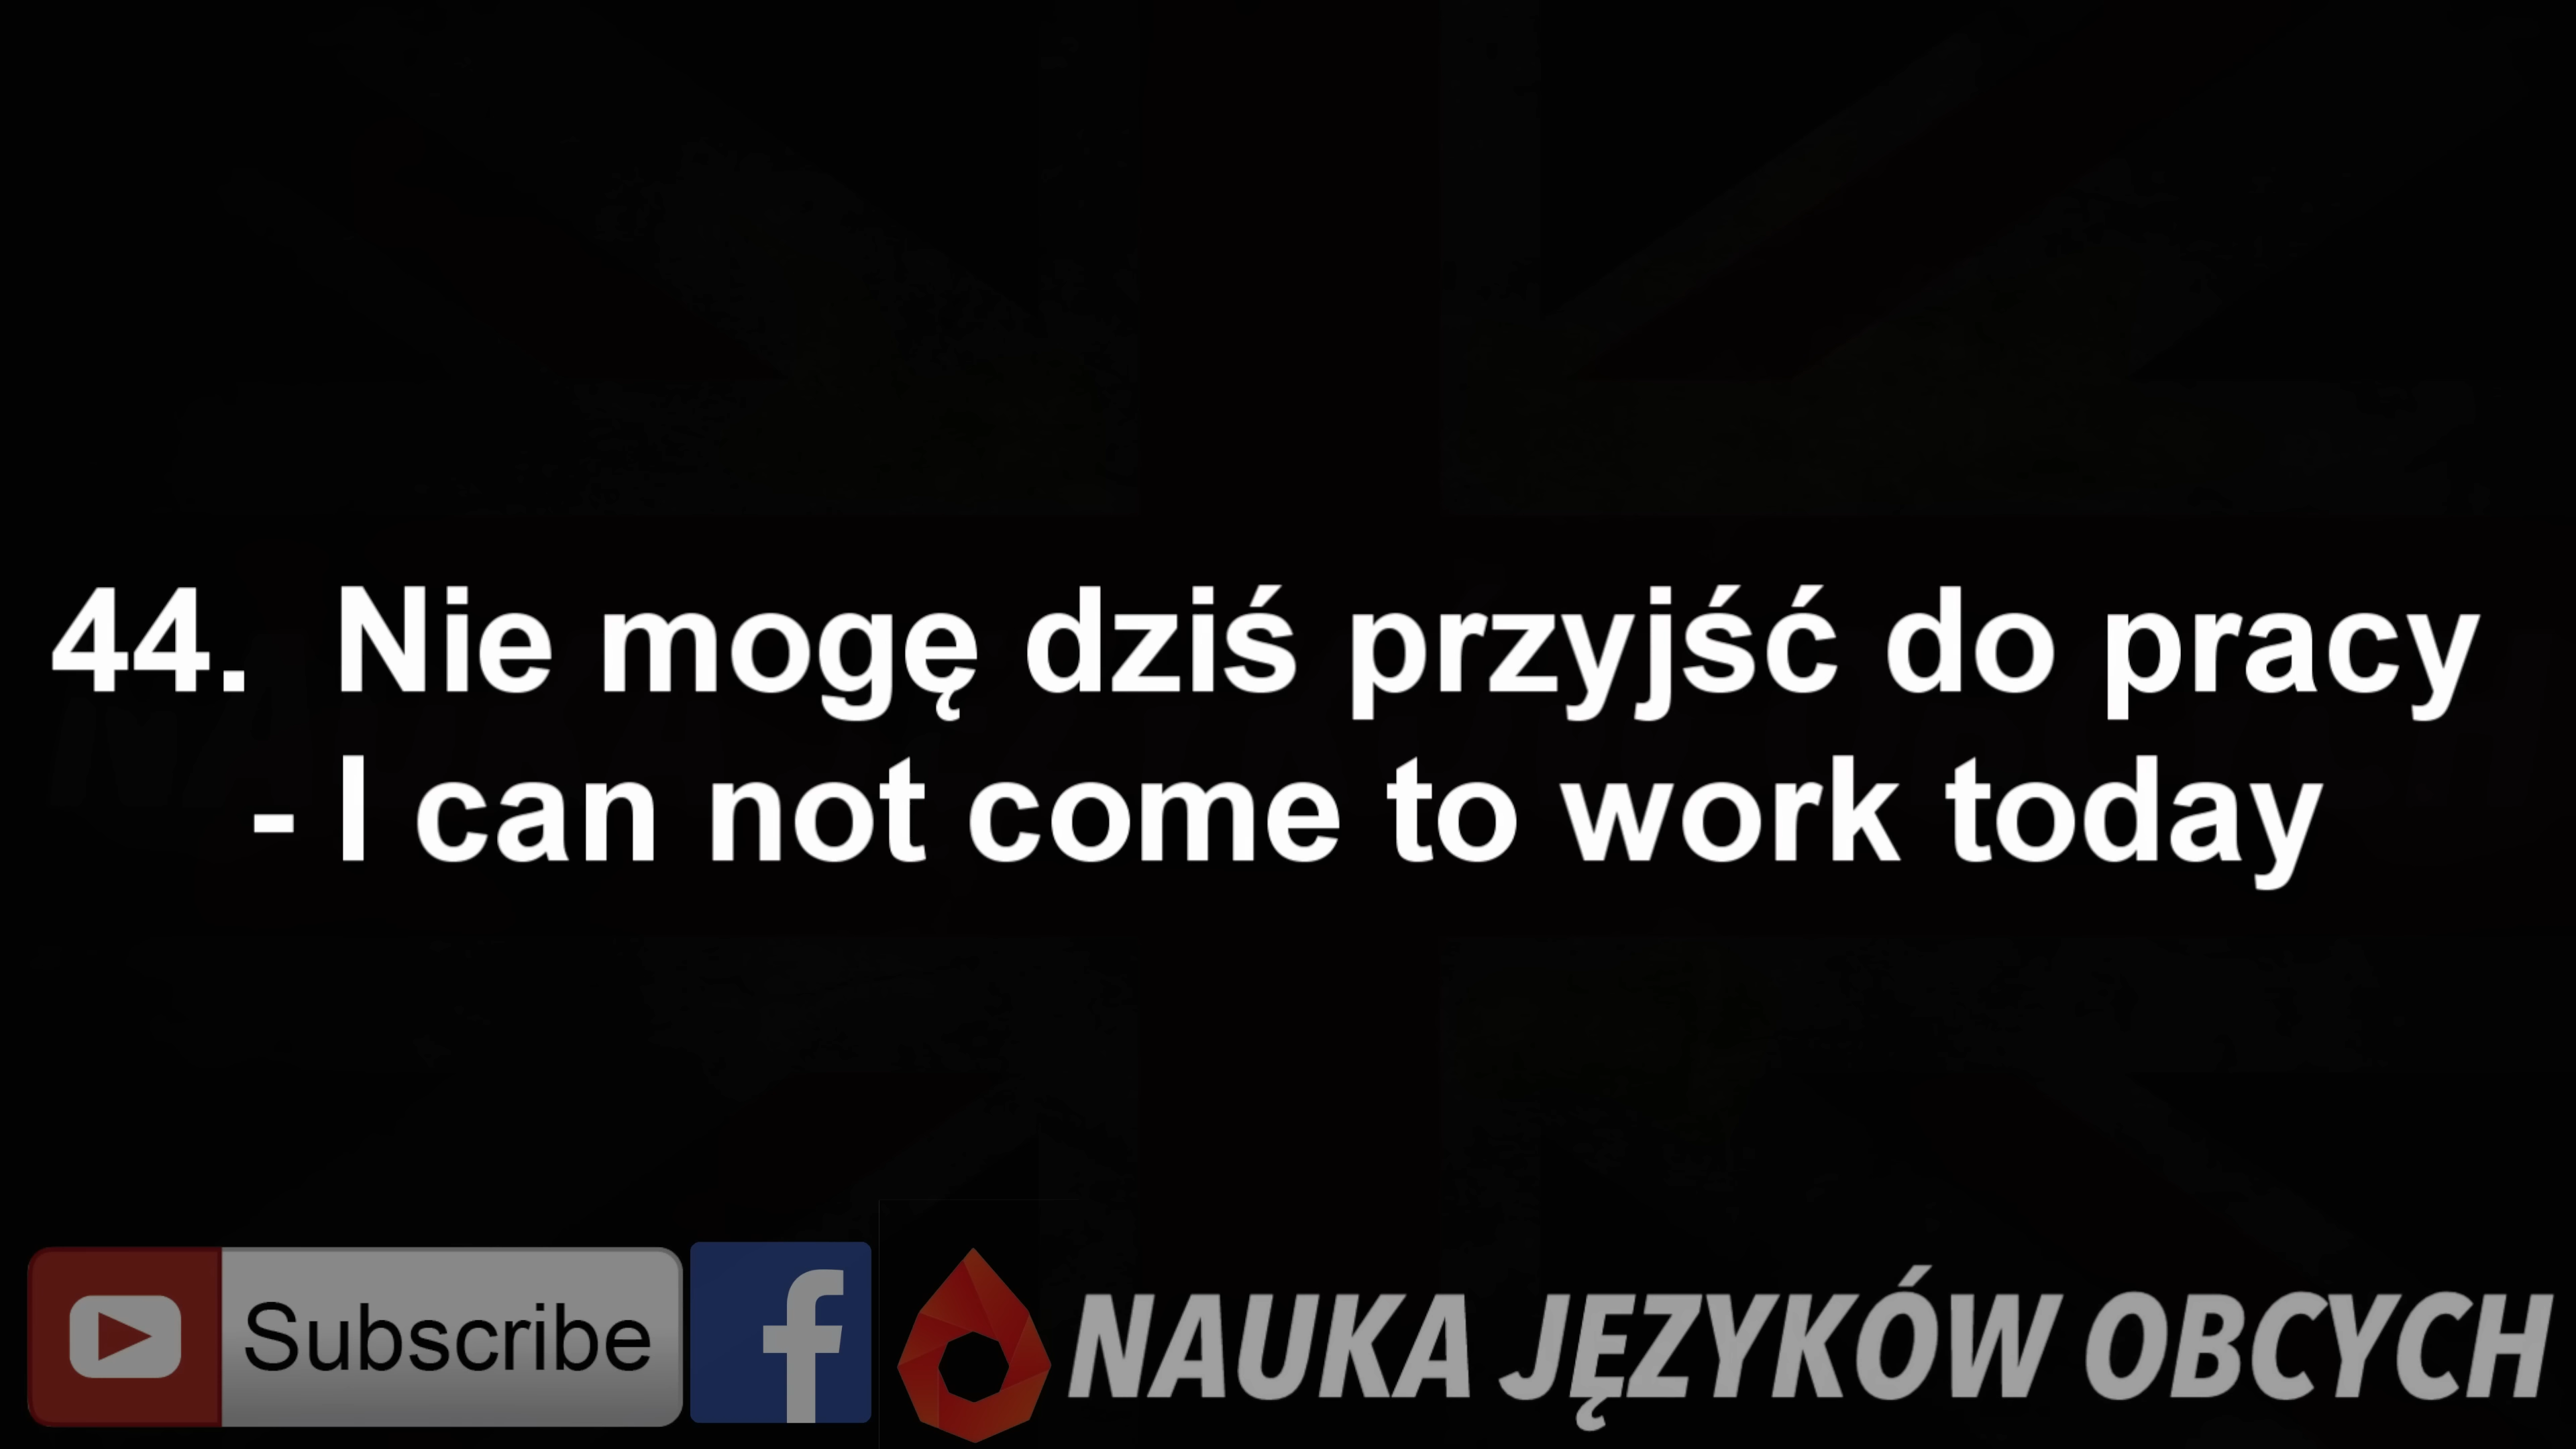 44. Nie mogę dziś przyjść do pracy
- I can not come to work today
Subscribe
NAUKA JĘZYKÓW OBCYCH